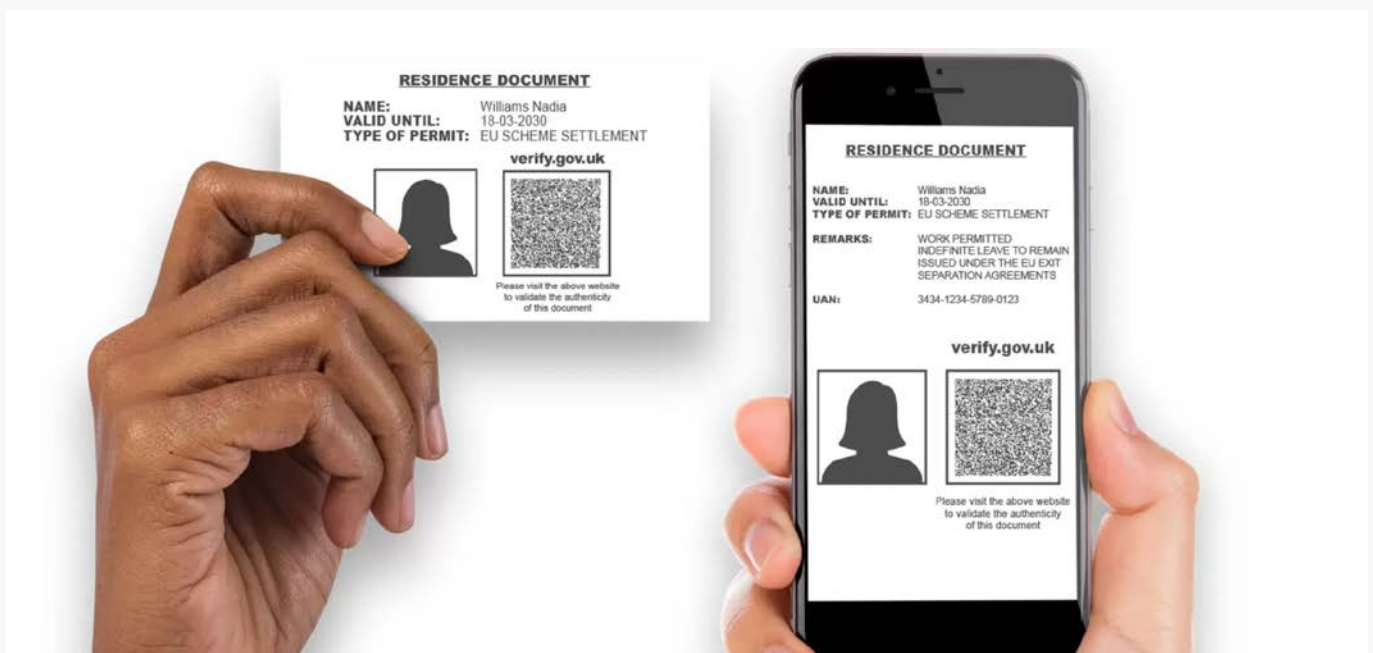 RESIDENCE DOCUMENT
NAME: Williams Nadia
VALID UNTIL: 18-03-2030
TYPE OF PERMIT: EU SCHEME SETTLEMENT
verify.gov.uk
Please visit the above website
to validate the authenticity
of this document
RESIDENCE DOCUMENT
NAME: Williams Nadia
VALID UNTIL: 18-03-2030
TYPE OF PERMIT: EU SCHEME SETTLEMENT
REMARKS: WORK PERMITTED
INDEFINITE LEAVE TO REMAIN
ISSUED UNDER THE EU EXIT
SEPARATION AGREEMENTS
UAN: 3434-1234-5789-0123
verify.gov.uk
Please visit the above website
to validate the authenticity
of this document